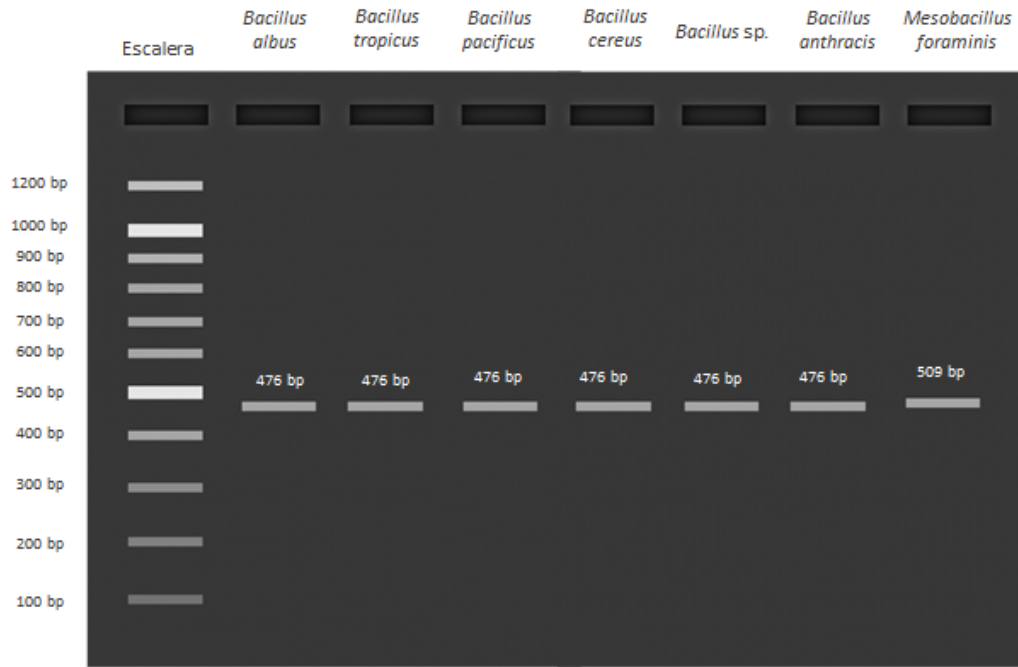 Escalera
Bacillus
albus
Bacillus
tropicus
Bacillus
pacificus
Bacillus
cereus
Bacillus sp.
Bacillus
anthracis
Mesobacillus
foraminis
1200 bp
1000 bp
900 bp
800 bp
700 bp
600 bp
500 bp
400 bp
300 bp
200 bp
100 bp
476 bp
476 bp
476 bp
476 bp
476 bp
476 bp
509 bp